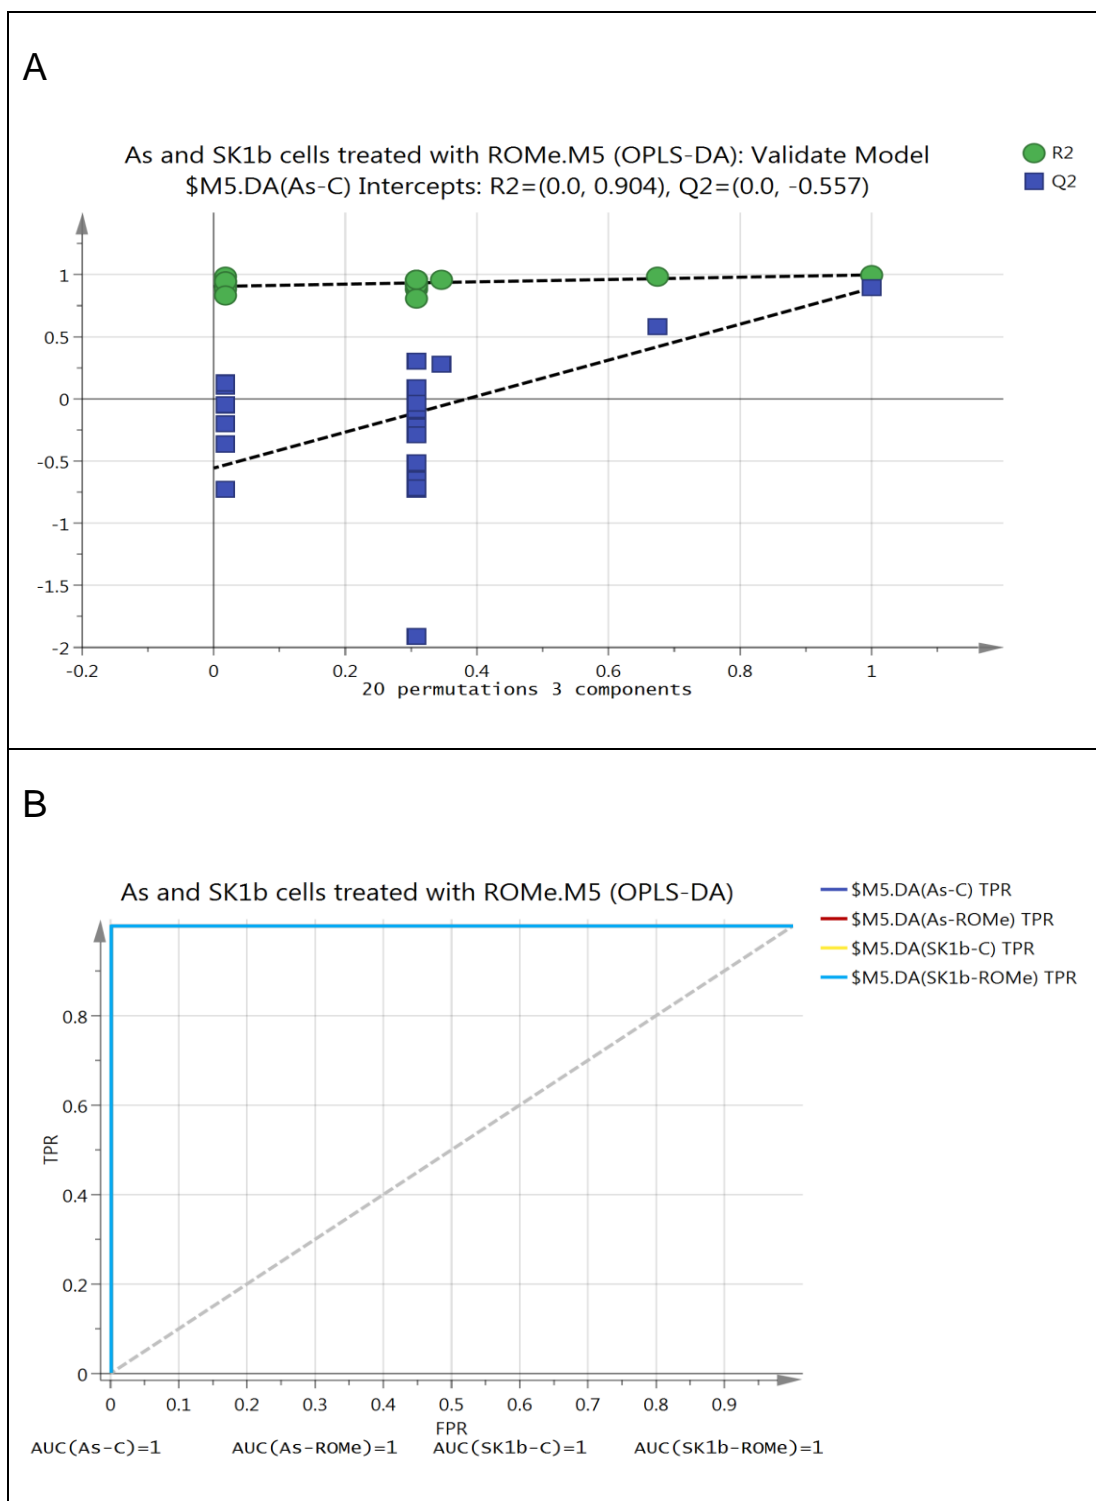 A
As and SK1b cells treated with ROMe.M5 (OPLS-DA): Validate Model
$M5.DA(As-C) Intercepts: R2=(0.0, 0.904), Q2=(0.0, -0.557)
R2
Q2
1
0.5
0
-0.5
-1
-1.5
-2
-0.2 0 0.2 0.4 0.6 0.8 1
20 permutations 3 components
B
As and SK1b cells treated with ROMe.M5 (OPLS-DA)
$M5.DA(As-C) TPR
$M5.DA(As-ROMe) TPR
$M5.DA(SK1b-C) TPR
$M5.DA(SK1b-ROMe) TPR
TPR
0.8
0.6
0.4
0.2
0
0 0.1 0.2 0.3 0.4 0.5 0.6 0.7 0.8 0.9
FPR
AUC(As-C)=1 AUC(As-ROMe)=1 AUC(SK1b-C)=1 AUC(SK1b-ROMe)=1